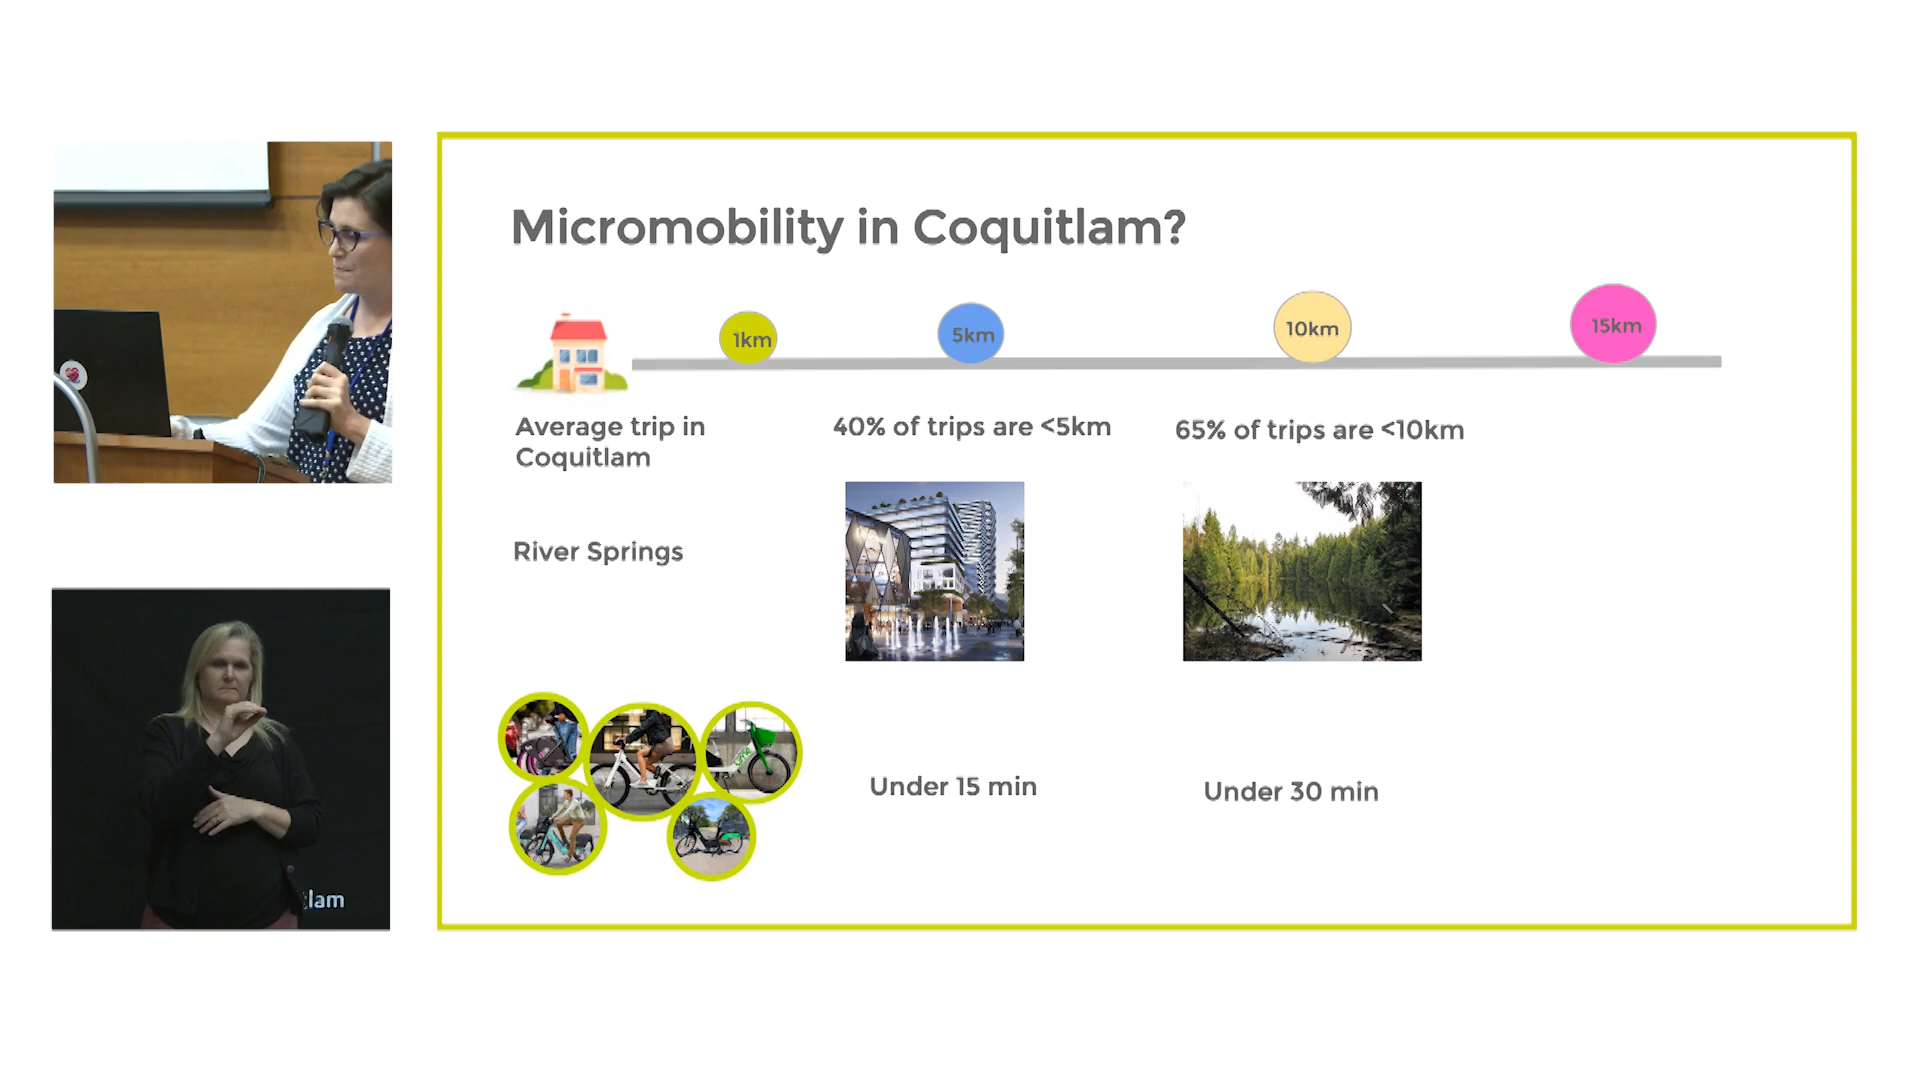 Micromobility in Coquitlam?
1km
5km
10km
15km
Average trip in
Coquitlam
40% of trips are <5km
65% of trips are <10km
River Springs
Under 15 min
Under 30 min
lam